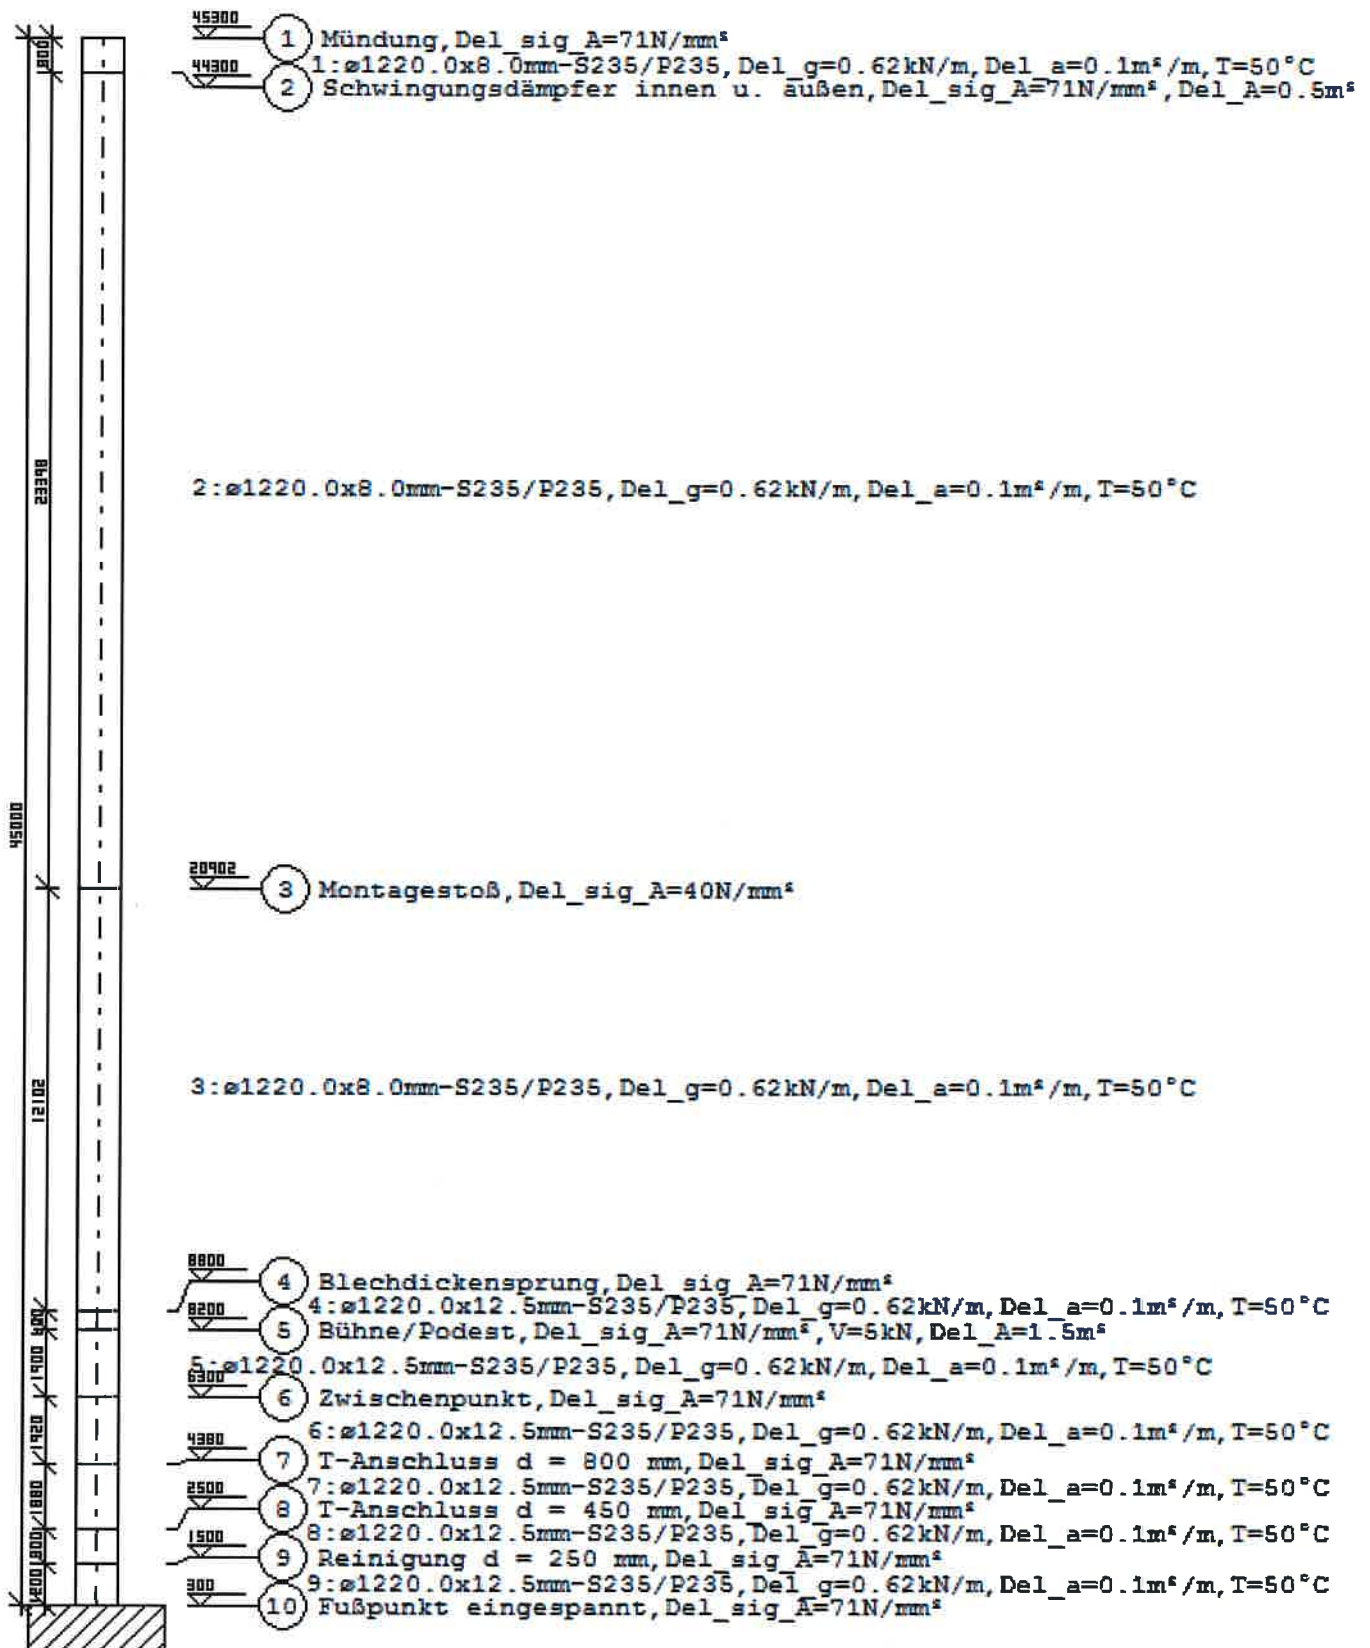 45300
1 Mündung,Del_sig_A=71N/mm²
1:ø1220.0x8.0mm-S235/P235,Del_g=0.62kN/m,Del_a=0.1m²/m,T=50°C
44300
2 Schwingungsdämpfer innen u. außen,Del_sig_A=71N/mm²,Del_A=0.5m²
1000
23398
2:ø1220.0x8.0mm-S235/P235,Del_g=0.62kN/m,Del_a=0.1m²/m,T=50°C
45000
20902
3 Montagestoß,Del_sig_A=40N/mm²
12102
3:ø1220.0x8.0mm-S235/P235,Del_g=0.62kN/m,Del_a=0.1m²/m,T=50°C
8800
4 Blechdickensprung,Del_sig_A=71N/mm²
4:ø1220.0x12.5mm-S235/P235,Del_g=0.62kN/m,Del_a=0.1m²/m,T=50°C
600
8200
5 Bühne/Podest,Del_sig_A=71N/mm²,V=5kN,Del_A=1.5m²
1900
5:ø1220.0x12.5mm-S235/P235,Del_g=0.62kN/m,Del_a=0.1m²/m,T=50°C
6300
6 Zwischenpunkt,Del_sig_A=71N/mm²
1920
6:ø1220.0x12.5mm-S235/P235,Del_g=0.62kN/m,Del_a=0.1m²/m,T=50°C
4380
7 T-Anschluss d = 800 mm,Del_sig_A=71N/mm²
1880
7:ø1220.0x12.5mm-S235/P235,Del_g=0.62kN/m,Del_a=0.1m²/m,T=50°C
2500
8 T-Anschluss d = 450 mm,Del_sig_A=71N/mm²
1000
8:ø1220.0x12.5mm-S235/P235,Del_g=0.62kN/m,Del_a=0.1m²/m,T=50°C
1500
9 Reinigung d = 250 mm,Del_sig_A=71N/mm²
1200
9:ø1220.0x12.5mm-S235/P235,Del_g=0.62kN/m,Del_a=0.1m²/m,T=50°C
300
10 Fußpunkt eingespannt,Del_sig_A=71N/mm²